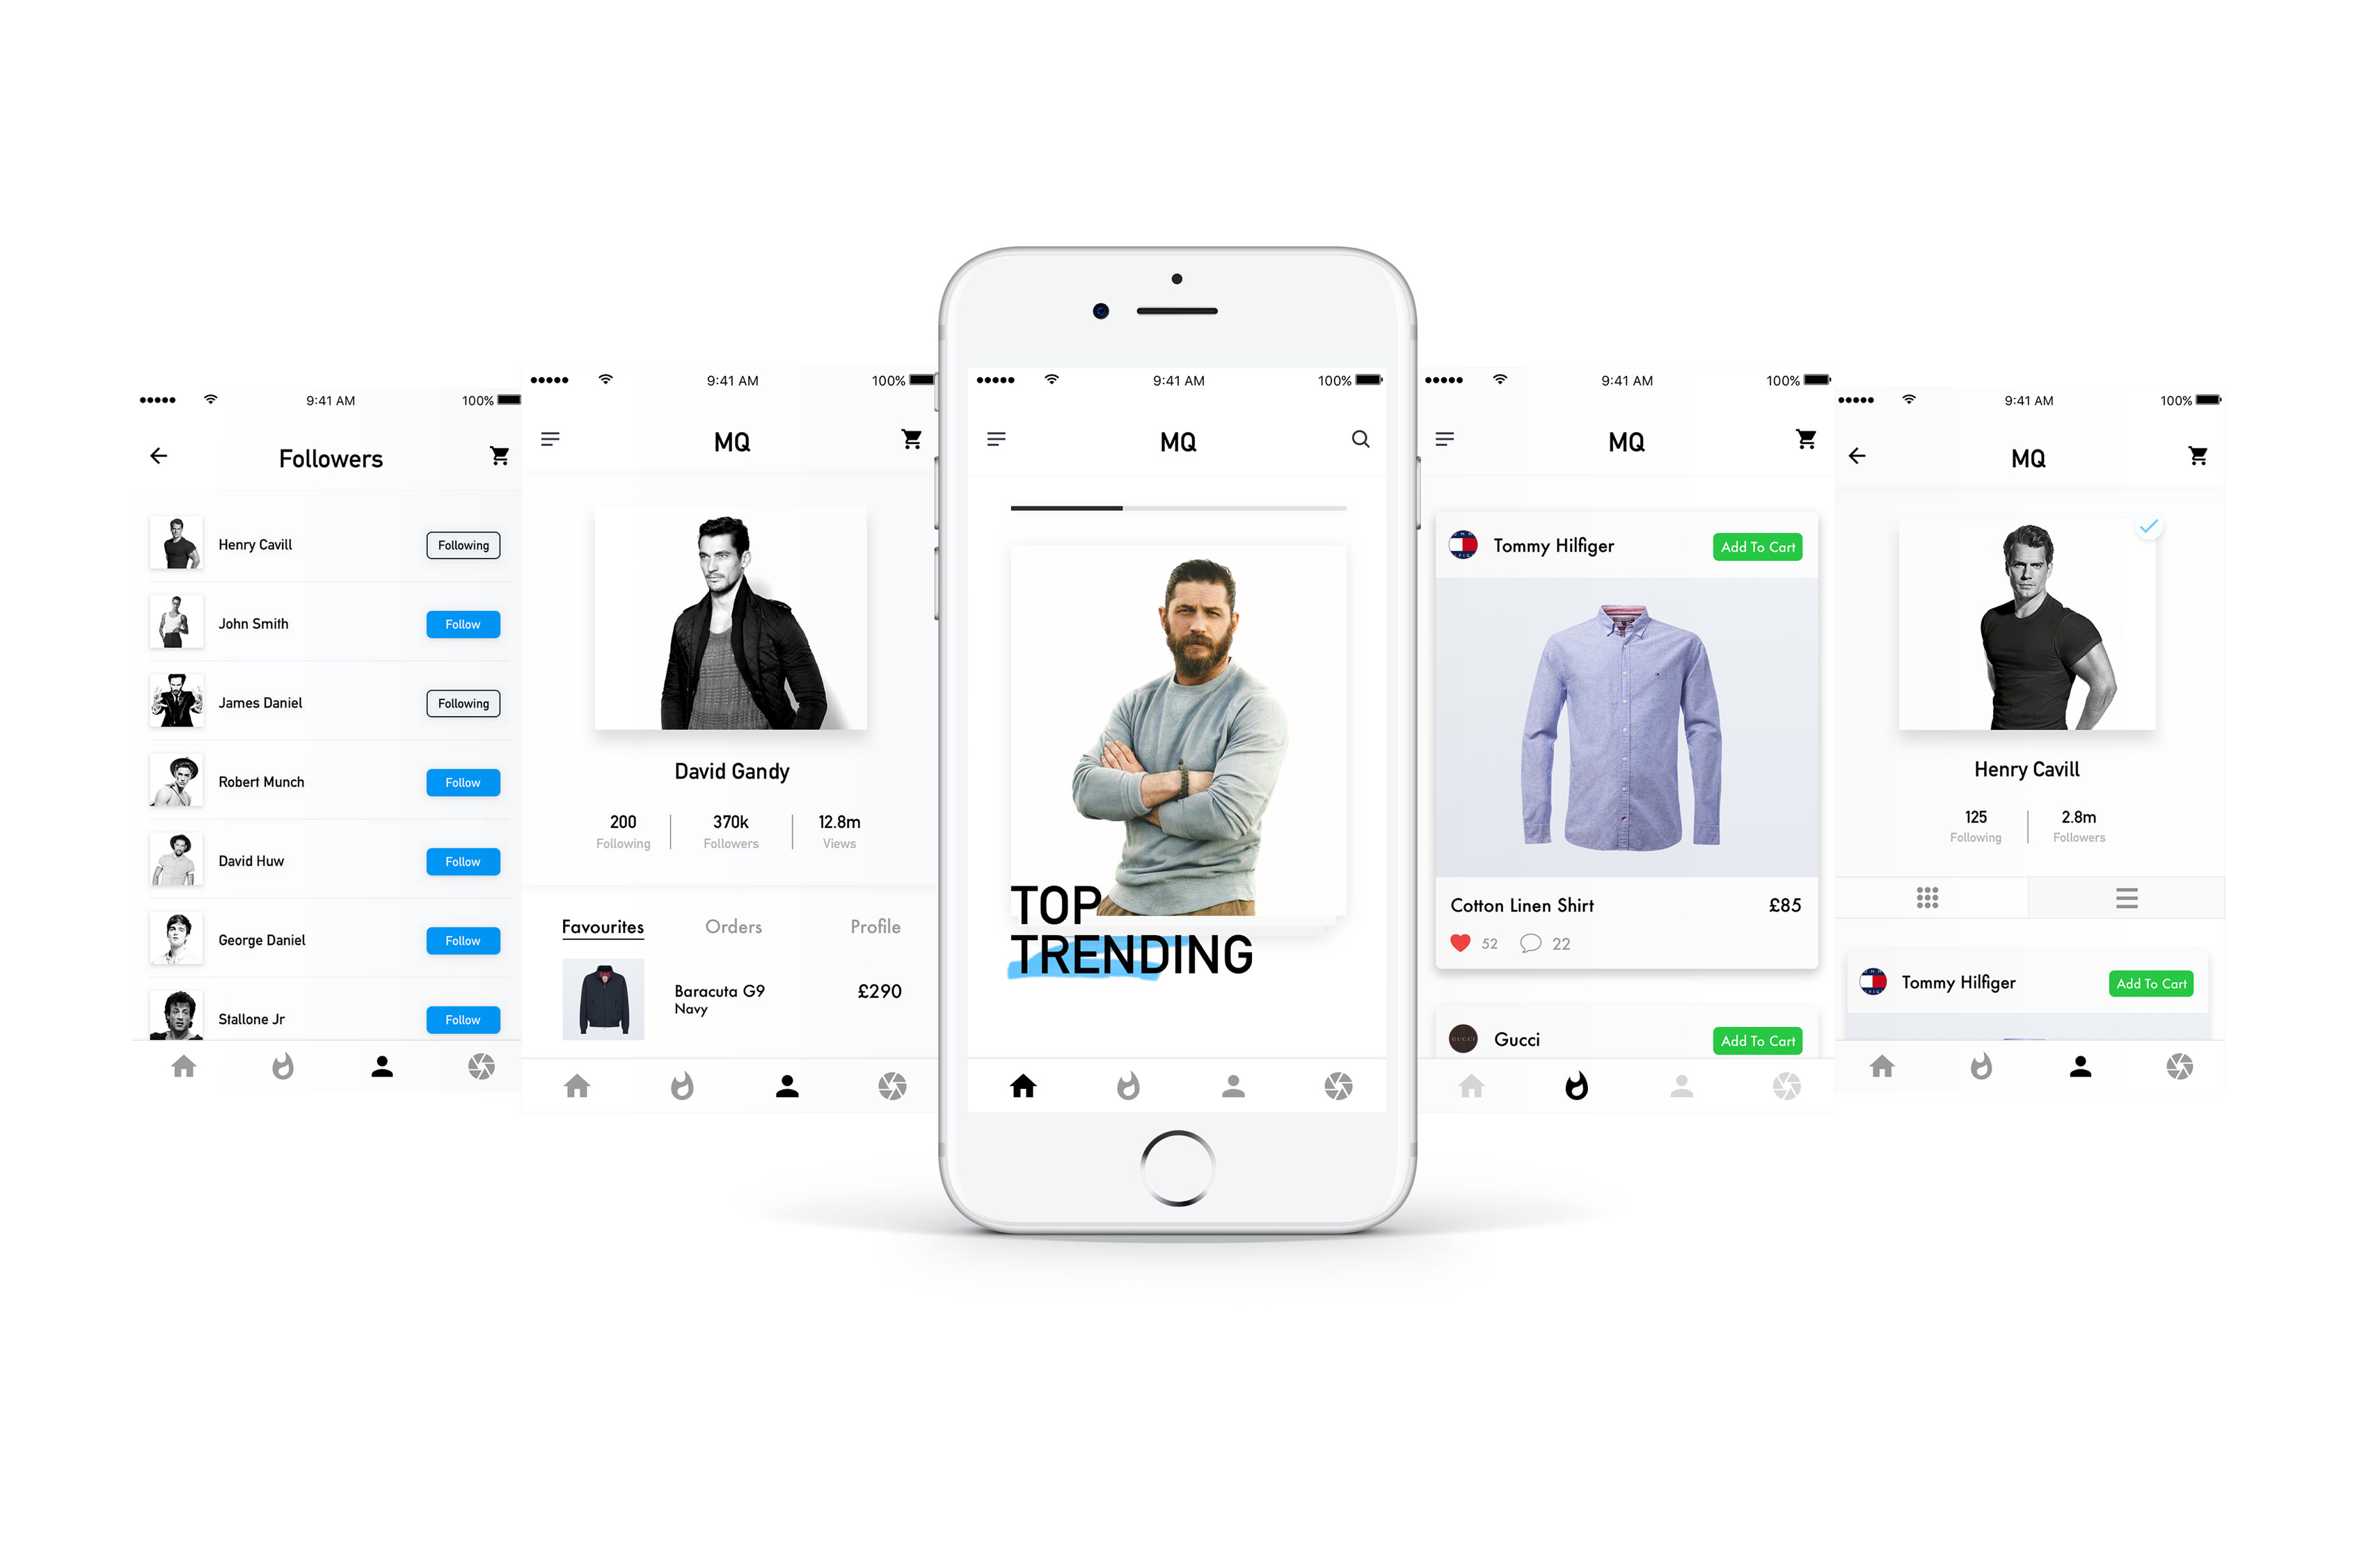 9:41 AM 100%
Followers
Henry Cavill Following
John Smith Follow
James Daniel Following
Robert Munch Follow
David Huw Follow
George Daniel Follow
Stallone Jr Follow
9:41 AM 100%
MQ
David Gandy
200 370k 12.8m
Following Followers Views
Favourites Orders Profile
Baracuta G9 £290
Navy
9:41 AM 100%
MQ
TOP
TRENDING
9:41 AM 100%
MQ
Tommy Hilfiger Add To Cart
Cotton Linen Shirt £85
52 22
GUCCI Gucci Add To Cart
9:41 AM 100%
MQ
Henry Cavill
125 2.8m
Following Followers
Tommy Hilfiger Add To Cart